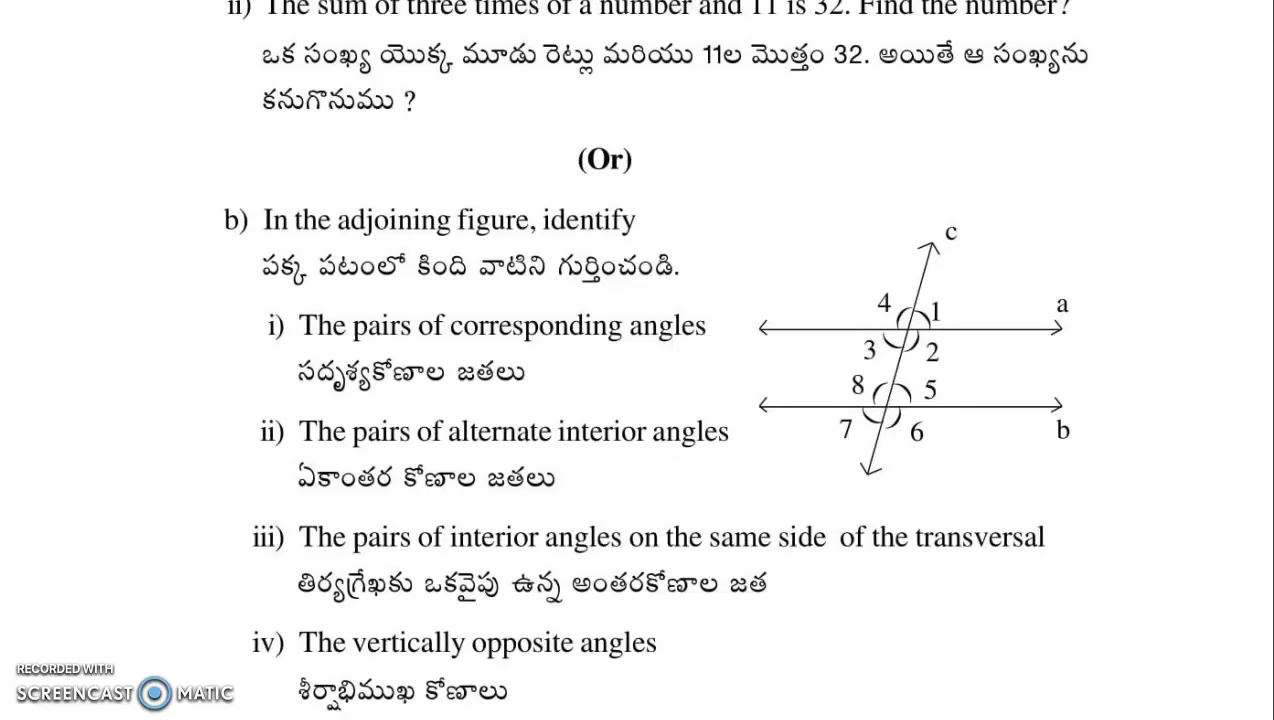 ii) The sum of three times of a number and 11 is 32. Find the number?
ఒక సంఖ్య యొక్క మూడు రెట్లు మరియు 11ల మొత్తం 32. అయితే ఆ సంఖ్యను
కనుగొనుము ?
(Or)
b) In the adjoining figure, identify
పక్క పటంలో కింది వాటిని గుర్తించండి.
i) The pairs of corresponding angles
సదృశ్యకోణాల జతలు
ii) The pairs of alternate interior angles
ఏకాంతర కోణాల జతలు
c
4 1 a
3 2
8 5
7 6 b
iii) The pairs of interior angles on the same side of the transversal
తిర్యగ్రేఖకు ఒకవైపు ఉన్న అంతరకోణాల జత
iv) The vertically opposite angles
శీర్షాభిముఖ కోణాలు
RECORDED WITH
SCREENCAST MATIC